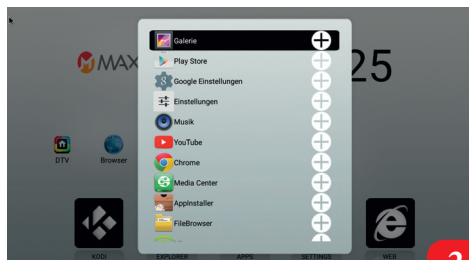 Galerie
MAX
25
Play Store
Google Einstellungen
Einstellungen
Musik
YouTube
DTV
Browser
Chrome
Media Center
AppInstaller
FileBrowser
KODI
EXPLORER
APPS
SETTINGS
WEB